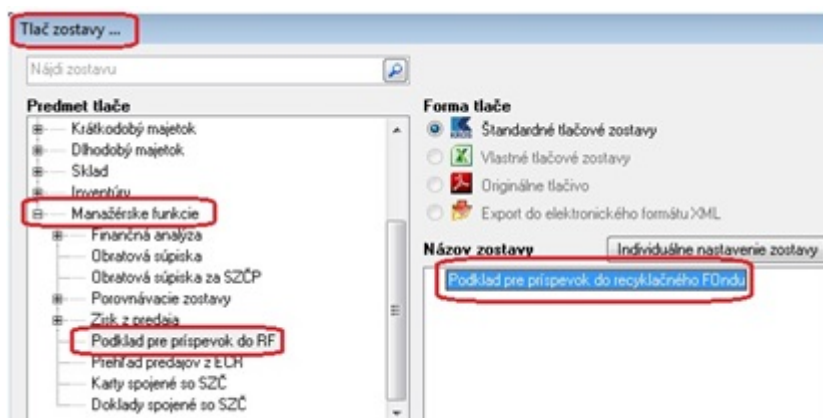 Tlač zostavy ...
Nájdi zostavu
Predmet tlače
Krátkodobý majetok
Dlhodobý majetok
Sklad
Inventúry
Manažérske funkcie
Finančná analýza
Obratová súpiska
Obratová súpiska za SZČP
Porovnávacie zostavy
Zisk z predaja
Podklad pre príspevok do RF
Prehľad predajov z ECR
Karty spojené so SZČ
Doklady spojené so SZČ
Forma tlače
KROS Štandardné tlačové zostavy
Vlastné tlačové zostavy
Originálne tlačivo
Export do elektronického formátu XML
Názov zostavy
Individuálne nastavenie zostavy
Podklad pre príspevok do recyklačného FOndu